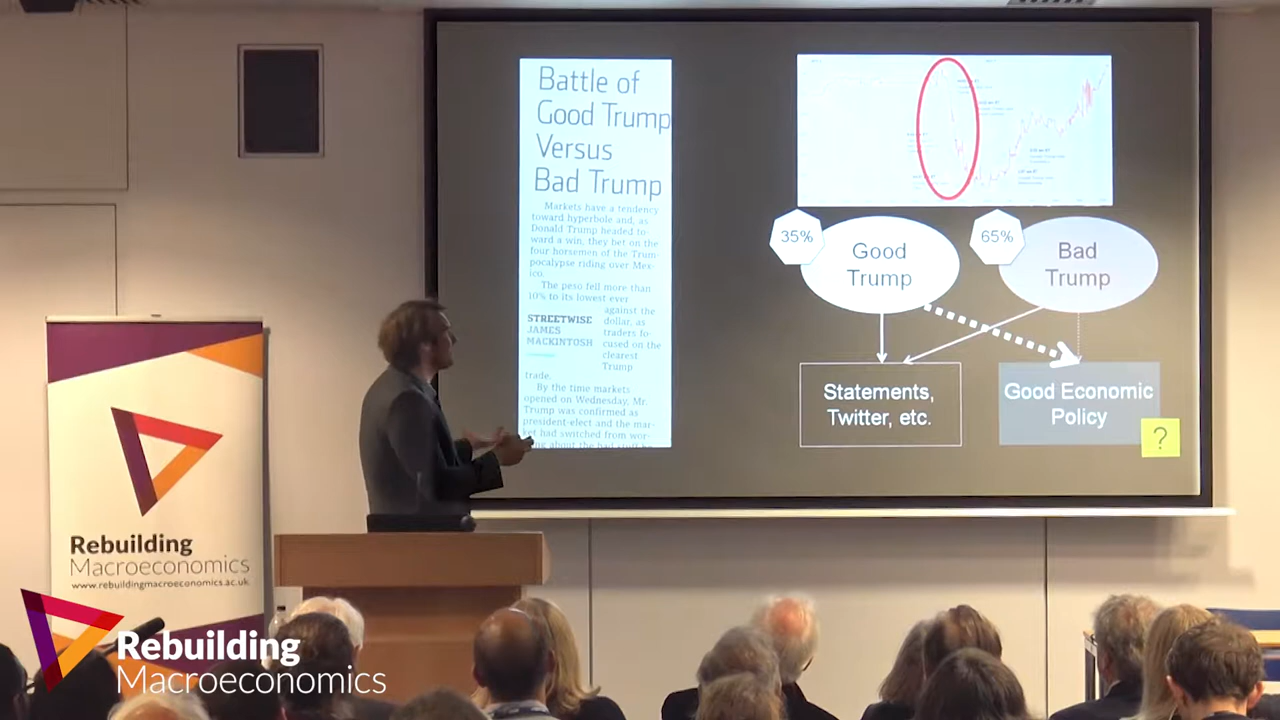 Battle of
Good Trump
Versus
Bad Trump
Markets have a tendency
toward hyperbole and, as
Donald Trump headed to-
ward a win, they bet on the
four horsemen of the Trum-
pocalypse riding over Mex-
ico.
The peso fell more than
10% to its lowest ever
against the
dollar, as
traders fo-
cused on the
clearest
Trump
trade.
STREETWISE
JAMES
MACKINTOSH
By the time markets
opened on Wednesday, Mr.
Trump was confirmed as
president-elect and the mar-
ket had switched from wor-
35%
Good
Trump
65%
Bad
Trump
Statements,
Twitter, etc.
Good Economic
Policy
?
Rebuilding
Macroeconomics
www.rebuildingmacroeconomics.ac.uk
Rebuilding
Macroeconomics